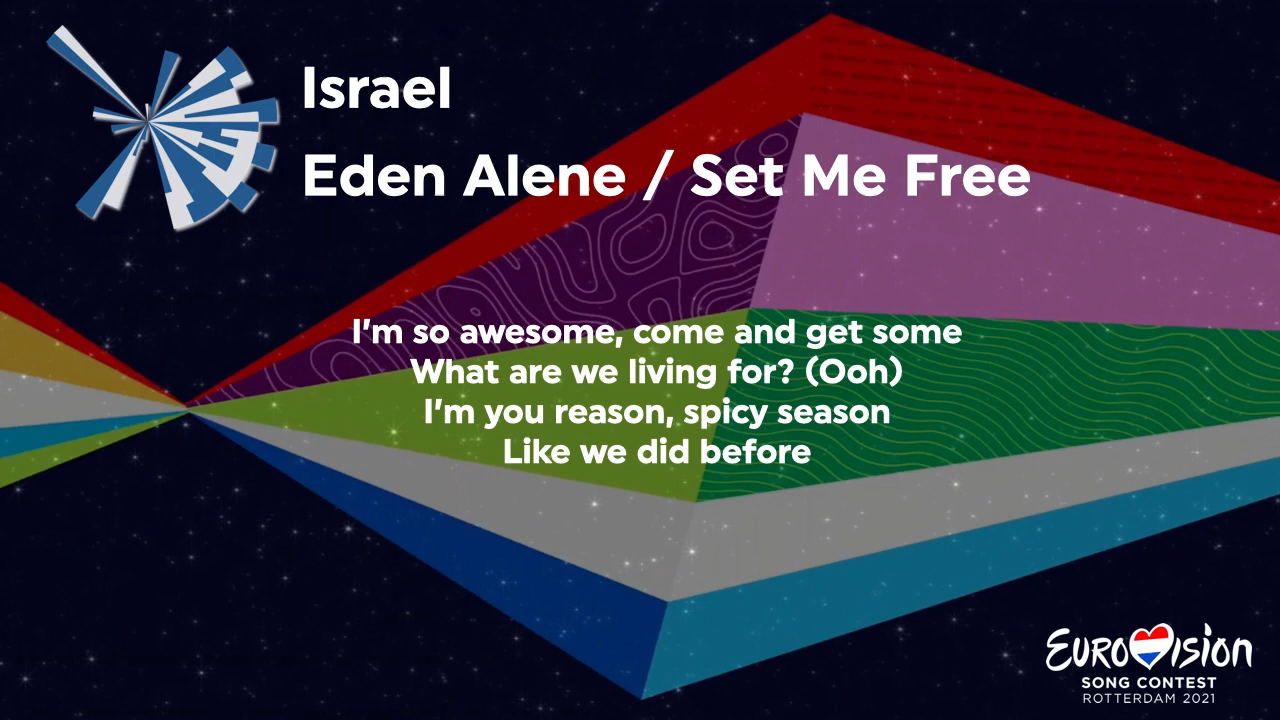 Israel
Eden Alene / Set Me Free
I'm so awesome, come and get some
What are we living for? (Ooh)
I'm you reason, spicy season
Like we did before
EUROVISION
SONG CONTEST
ROTTERDAM 2021